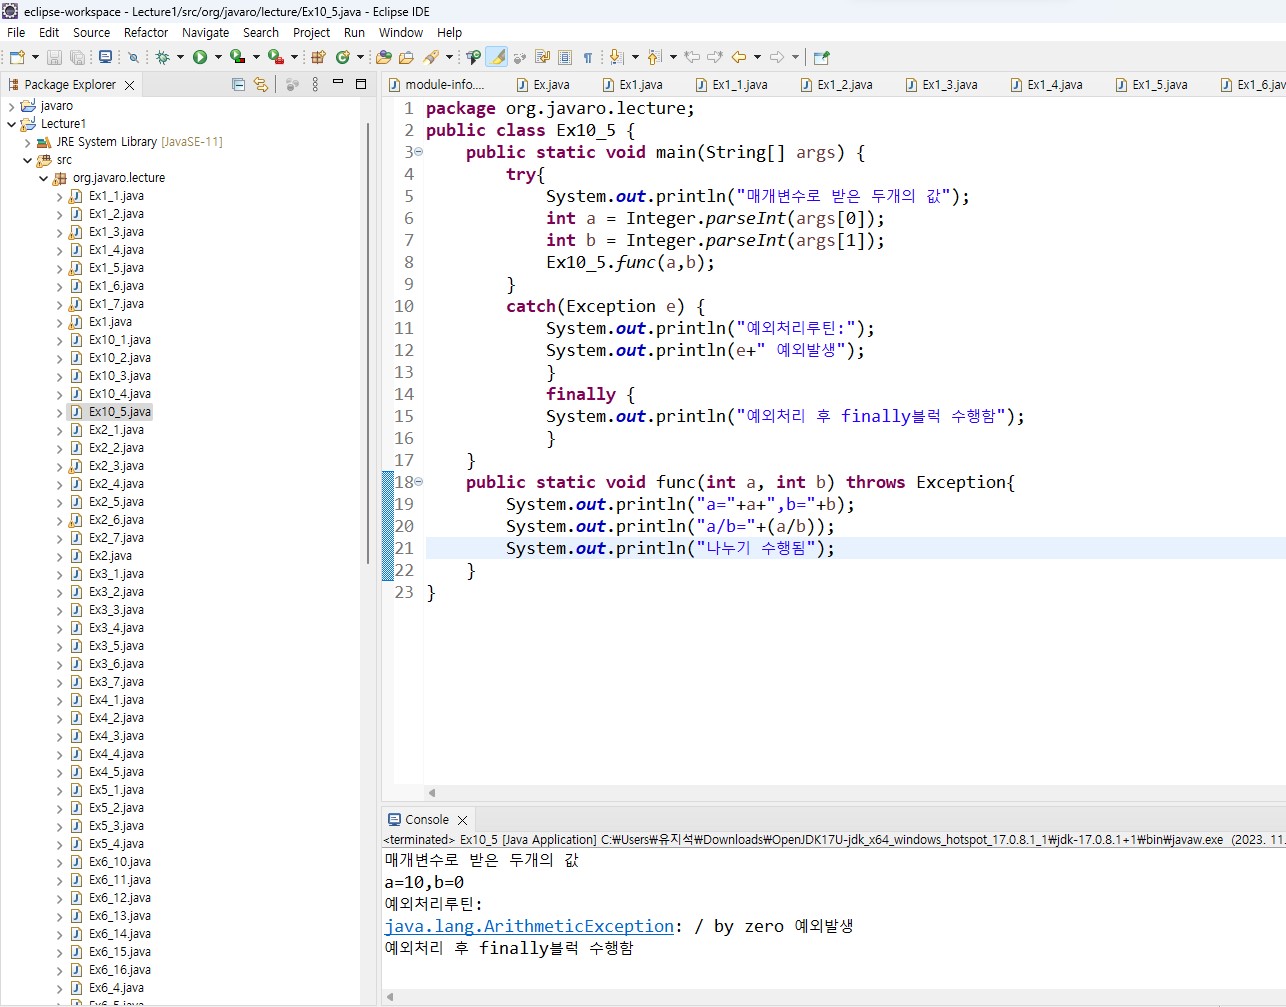 eclipse-workspace - Lecture1/src/org/javaro/lecture/Ex10_5.java - Eclipse IDE
File Edit Source Refactor Navigate Search Project Run Window Help
Package Explorer
javaro
Lecture1
JRE System Library [JavaSE-11]
src
org.javaro.lecture
Ex1_1.java
Ex1_2.java
Ex1_3.java
Ex1_4.java
Ex1_5.java
Ex1_6.java
Ex1_7.java
Ex1.java
Ex10_1.java
Ex10_2.java
Ex10_3.java
Ex10_4.java
Ex10_5.java
Ex2_1.java
Ex2_2.java
Ex2_3.java
Ex2_4.java
Ex2_5.java
Ex2_6.java
Ex2_7.java
Ex2.java
Ex3_1.java
Ex3_2.java
Ex3_3.java
Ex3_4.java
Ex3_5.java
Ex3_6.java
Ex3_7.java
Ex4_1.java
Ex4_2.java
Ex4_3.java
Ex4_4.java
Ex4_5.java
Ex5_1.java
Ex5_2.java
Ex5_3.java
Ex5_4.java
Ex6_10.java
Ex6_11.java
Ex6_12.java
Ex6_13.java
Ex6_14.java
Ex6_15.java
Ex6_16.java
Ex6_4.java
Ex6_5.java
module-info.... Ex.java Ex1.java Ex1_1.java Ex1_2.java Ex1_3.java Ex1_4.java Ex1_5.java Ex1_6.jav
1 package org.javaro.lecture;
2 public class Ex10_5 {
3 public static void main(String[] args) {
4 try{
5 System.out.println("매개변수로 받은 두개의 값");
6 int a = Integer.parseInt(args[0]);
7 int b = Integer.parseInt(args[1]);
8 Ex10_5.func(a,b);
9 }
10 catch(Exception e) {
11 System.out.println("예외처리루틴:");
12 System.out.println(e+" 예외발생");
13 }
14 finally {
15 System.out.println("예외처리 후 finally블럭 수행함");
16 }
17 }
18 public static void func(int a, int b) throws Exception{
19 System.out.println("a="+a+",b="+b);
20 System.out.println("a/b="+(a/b));
21 System.out.println("나누기 수행됨");
22 }
23 }
Console
<terminated> Ex10_5 [Java Application] C:₩Users₩유지석₩Downloads₩OpenJDK17U-jdk_x64_windows_hotspot_17.0.8.1_1₩jdk-17.0.8.1+1₩bin₩javaw.exe (2023. 11.
매개변수로 받은 두개의 값
a=10,b=0
예외처리루틴:
java.lang.ArithmeticException: / by zero 예외발생
예외처리 후 finally블럭 수행함